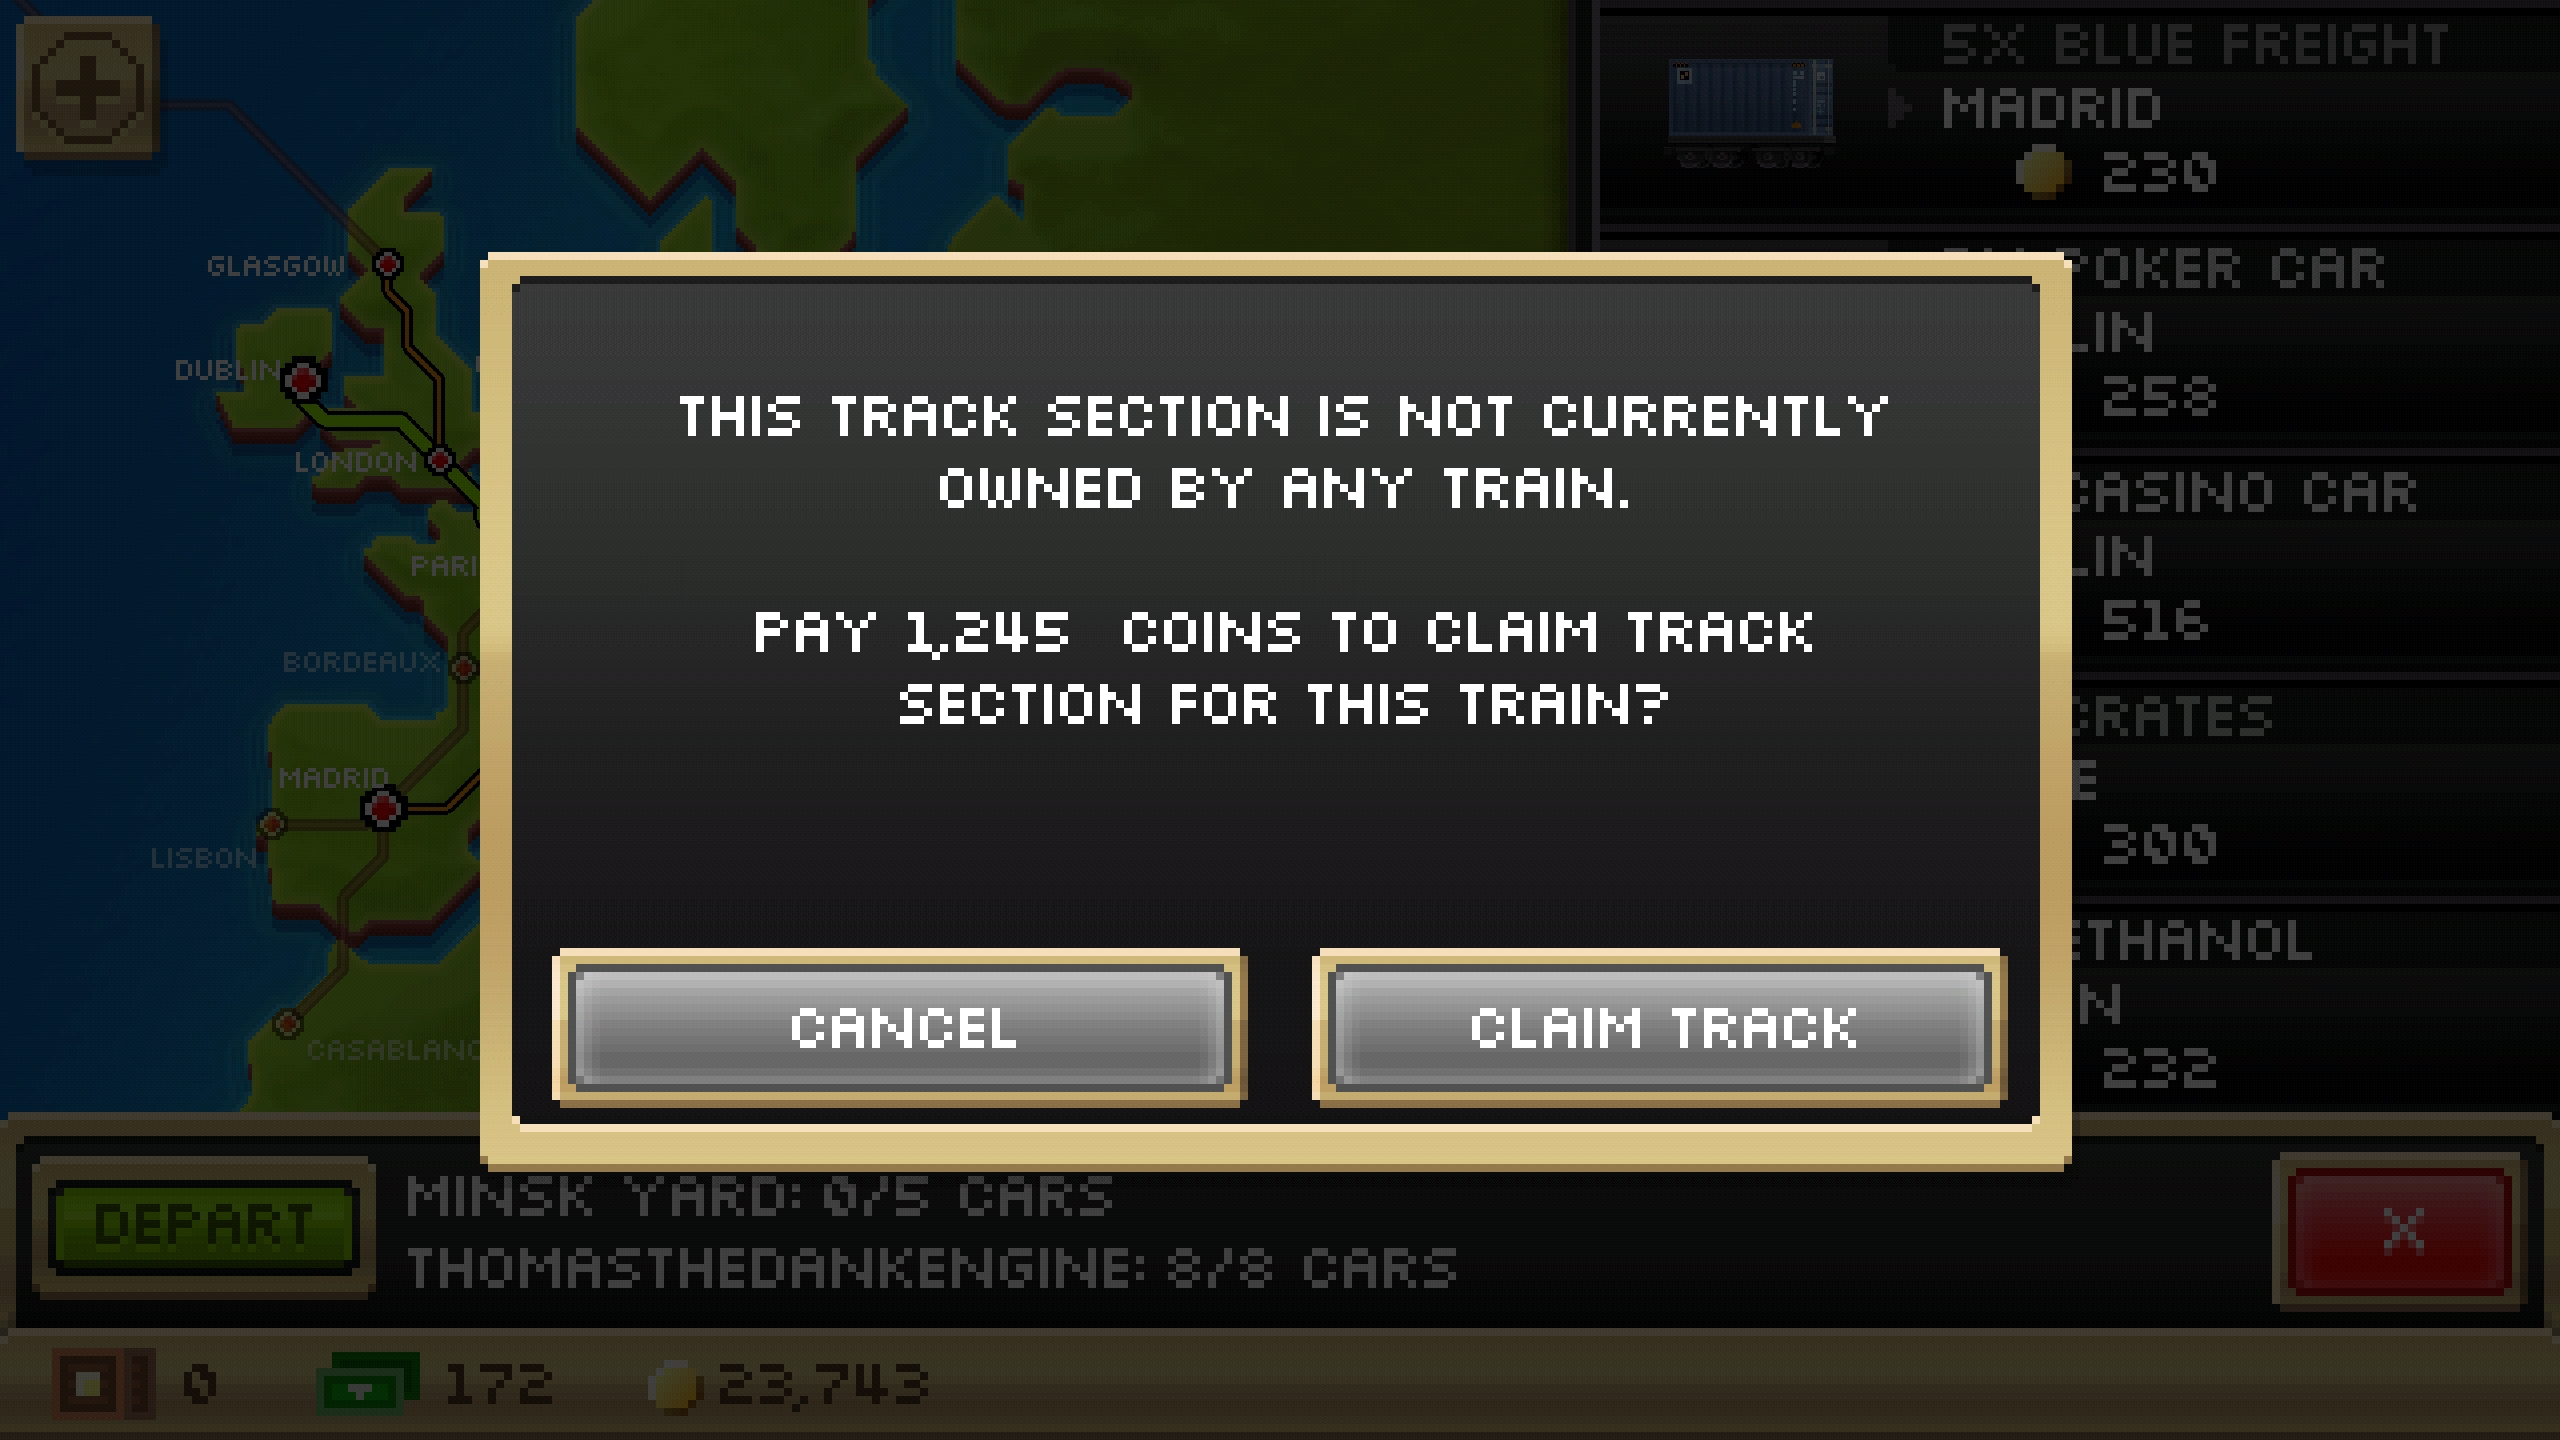 5X BLUE FREIGHT
MADRID
230
POKER CAR
LIN
258
CASINO CAR
LIN
516
CRATES
E
300
ETHANOL
N
232
GLASGOW
DUBLIN
LONDON
PARI
BORDEAUX
MADRID
LISBON
CASABLANC
THIS TRACK SECTION IS NOT CURRENTLY
OWNED BY ANY TRAIN.
PAY 1,245 COINS TO CLAIM TRACK
SECTION FOR THIS TRAIN?
CANCEL
CLAIM TRACK
DEPART
MINSK YARD: 0/5 CARS
THOMASTHEDANKENGINE: 8/8 CARS
X
0
172
23,743